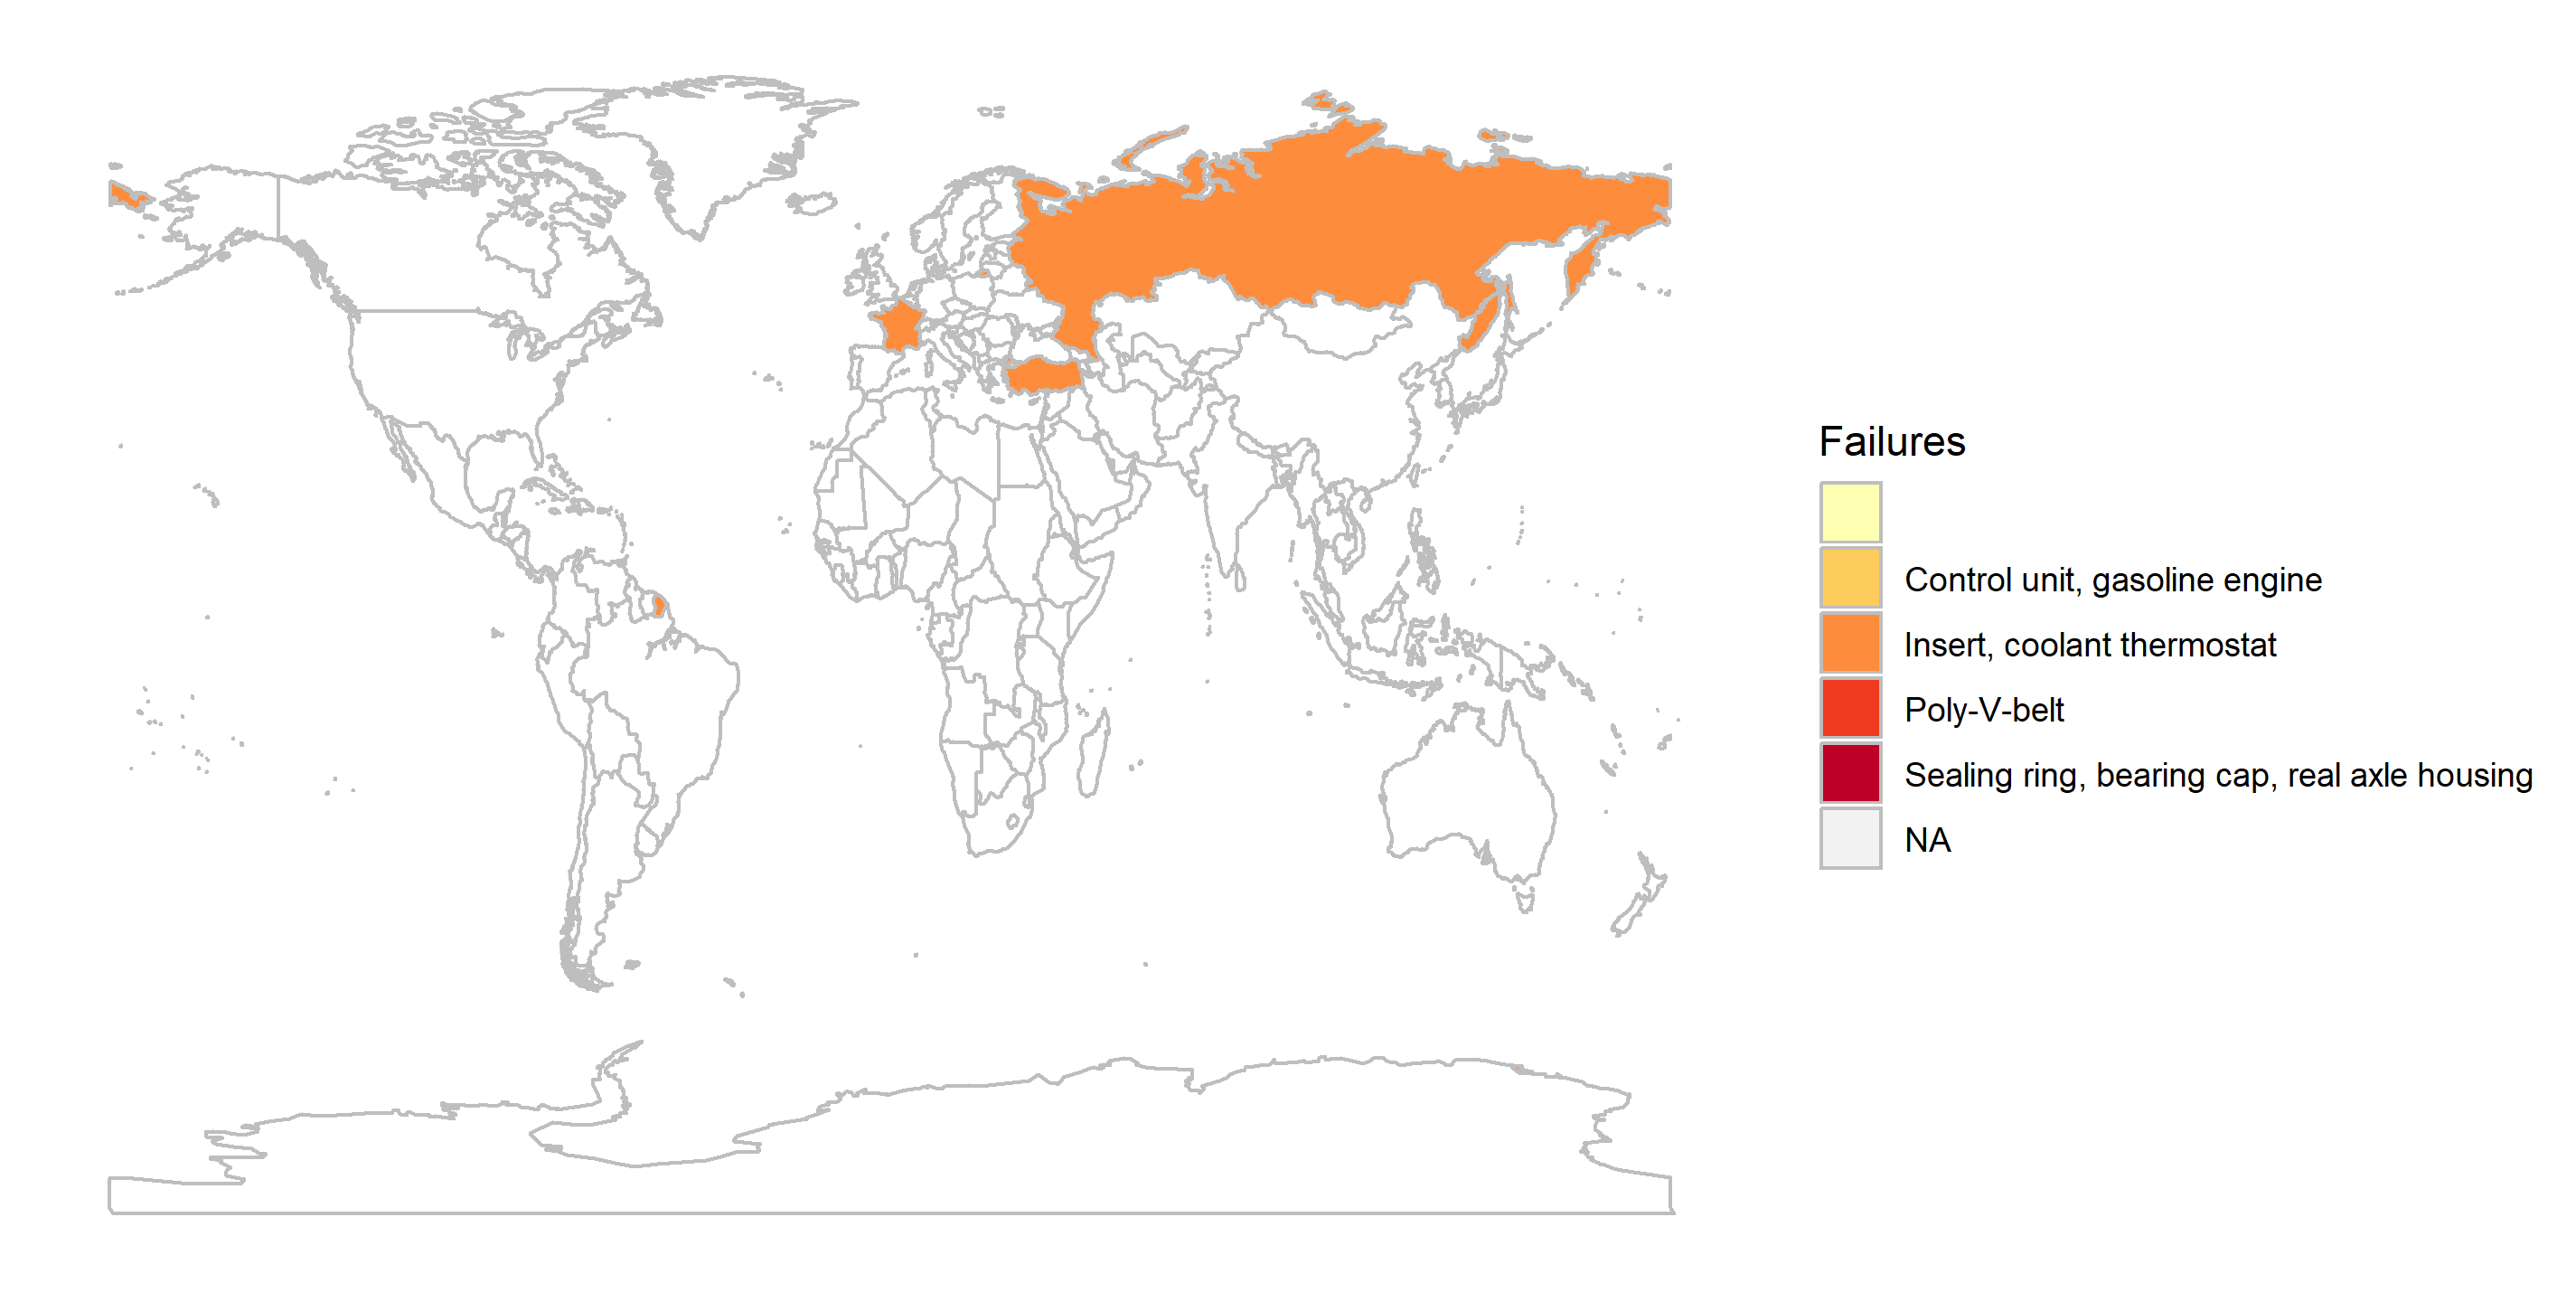 Failures
Control unit, gasoline engine
Insert, coolant thermostat
Poly-V-belt
Sealing ring, bearing cap, real axle housing
NA